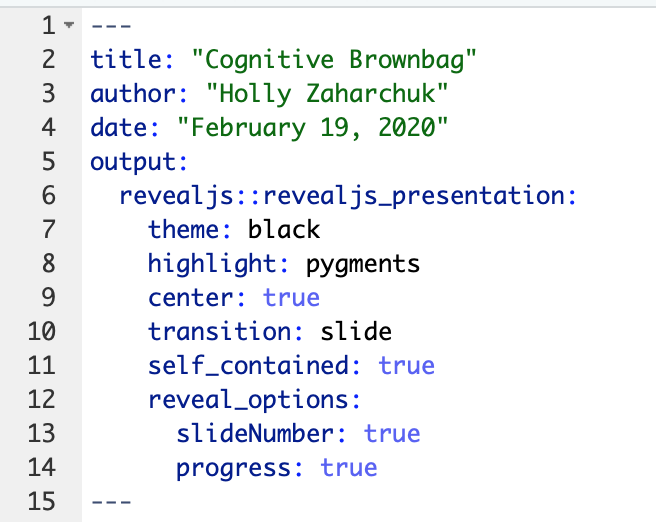 1 ---
2 title: "Cognitive Brownbag"
3 author: "Holly Zaharchuk"
4 date: "February 19, 2020"
5 output:
6   revealjs::revealjs_presentation:
7     theme: black
8     highlight: pygments
9     center: true
10     transition: slide
11     self_contained: true
12     reveal_options:
13       slideNumber: true
14       progress: true
15 ---